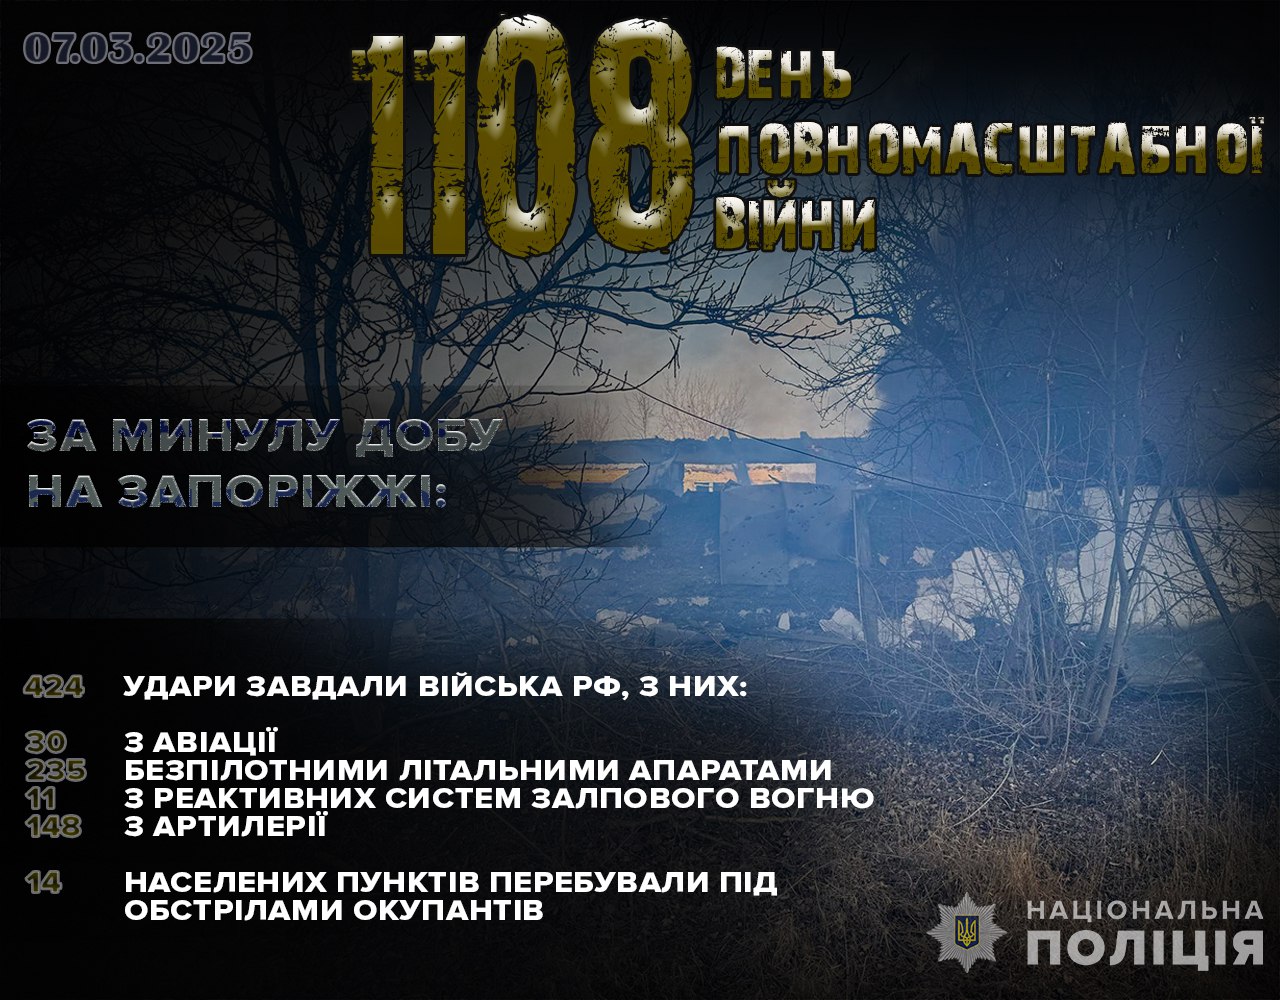 07.03.2025
1108
ДЕНЬ
ПОВНОМАСШТАБНОЇ
ВІЙНИ
ЗА МИНУЛУ ДОБУ
НА ЗАПОРІЖЖІ:
424 УДАРИ ЗАВДАЛИ ВІЙСЬКА РФ, З НИХ:
30 З АВІАЦІЇ
235 БЕЗПІЛОТНИМИ ЛІТАЛЬНИМИ АПАРАТАМИ
11 З РЕАКТИВНИХ СИСТЕМ ЗАЛПОВОГО ВОГНЮ
148 З АРТИЛЕРІЇ
14 НАСЕЛЕНИХ ПУНКТІВ ПЕРЕБУВАЛИ ПІД
ОБСТРІЛАМИ ОКУПАНТІВ
НАЦІОНАЛЬНА
ПОЛІЦІЯ